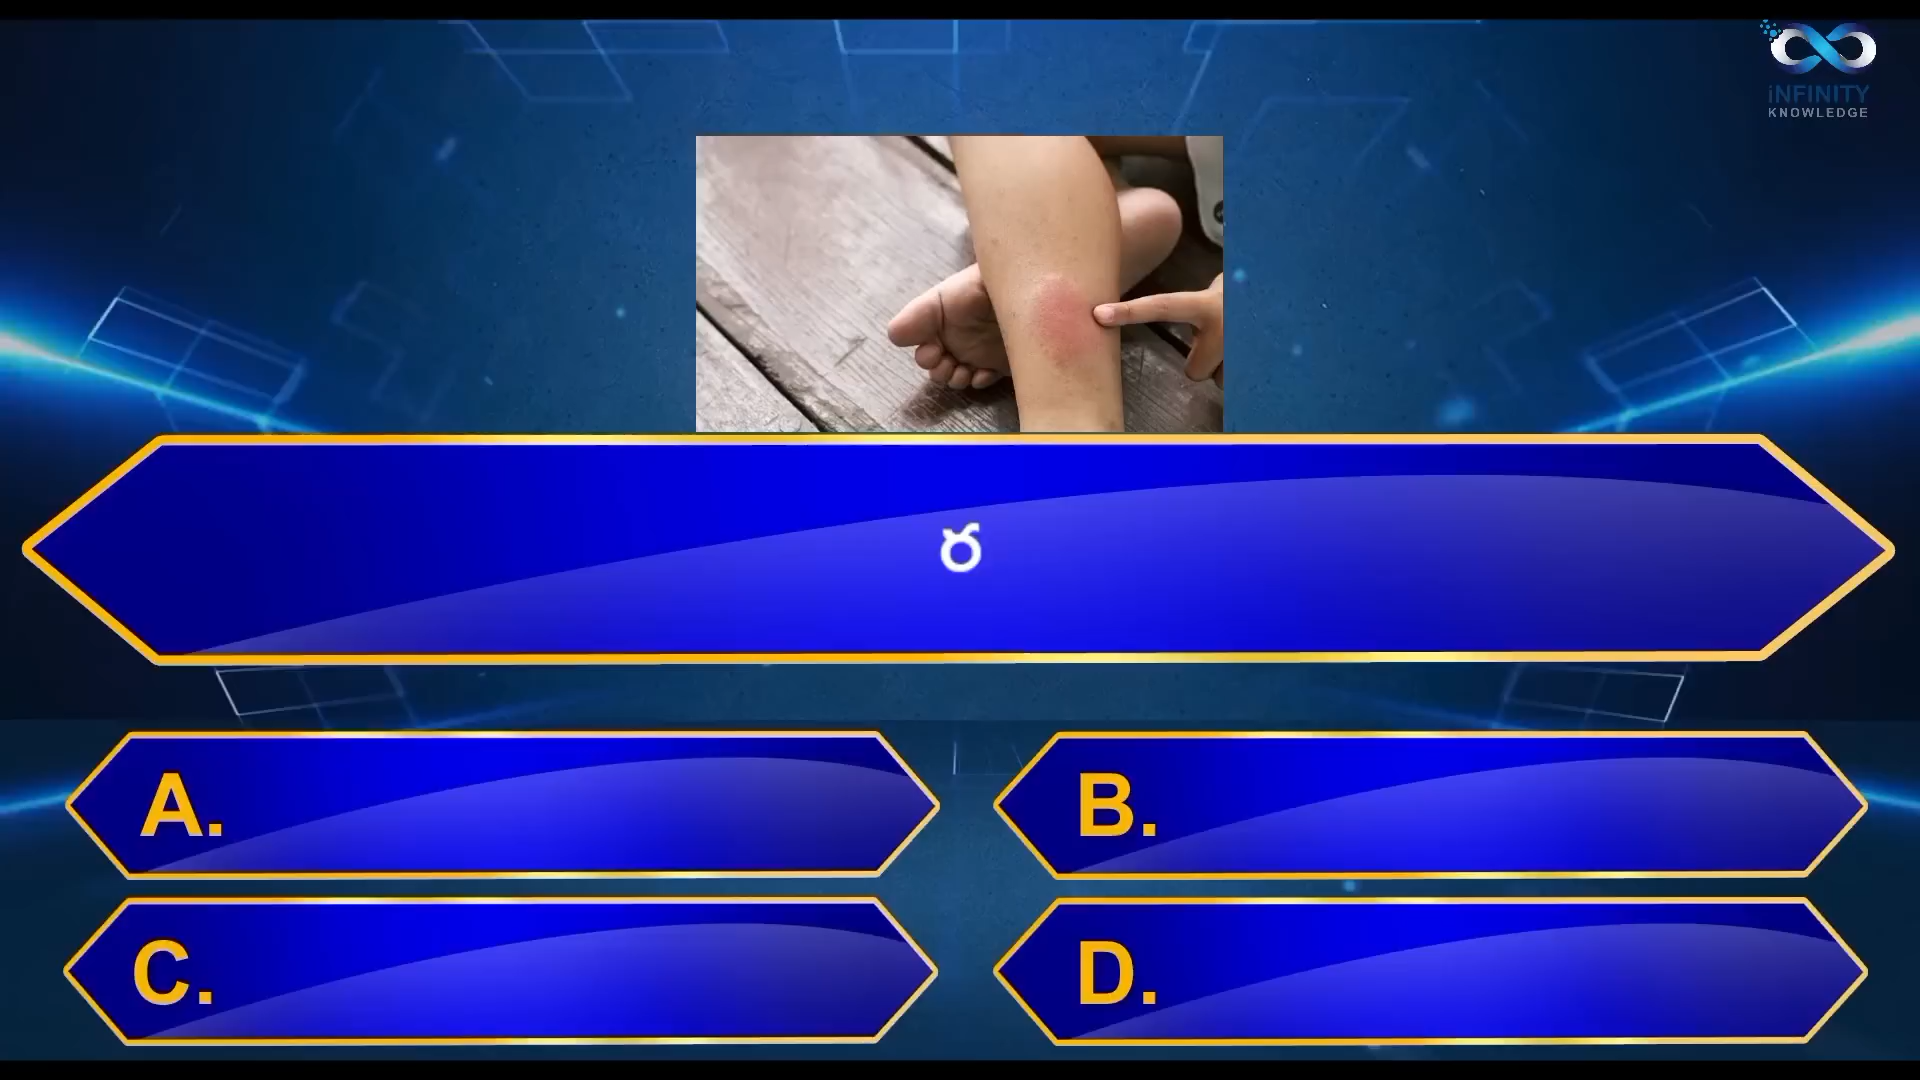 iNFINITY
KNOWLEDGE
ర
A.
B.
C.
D.